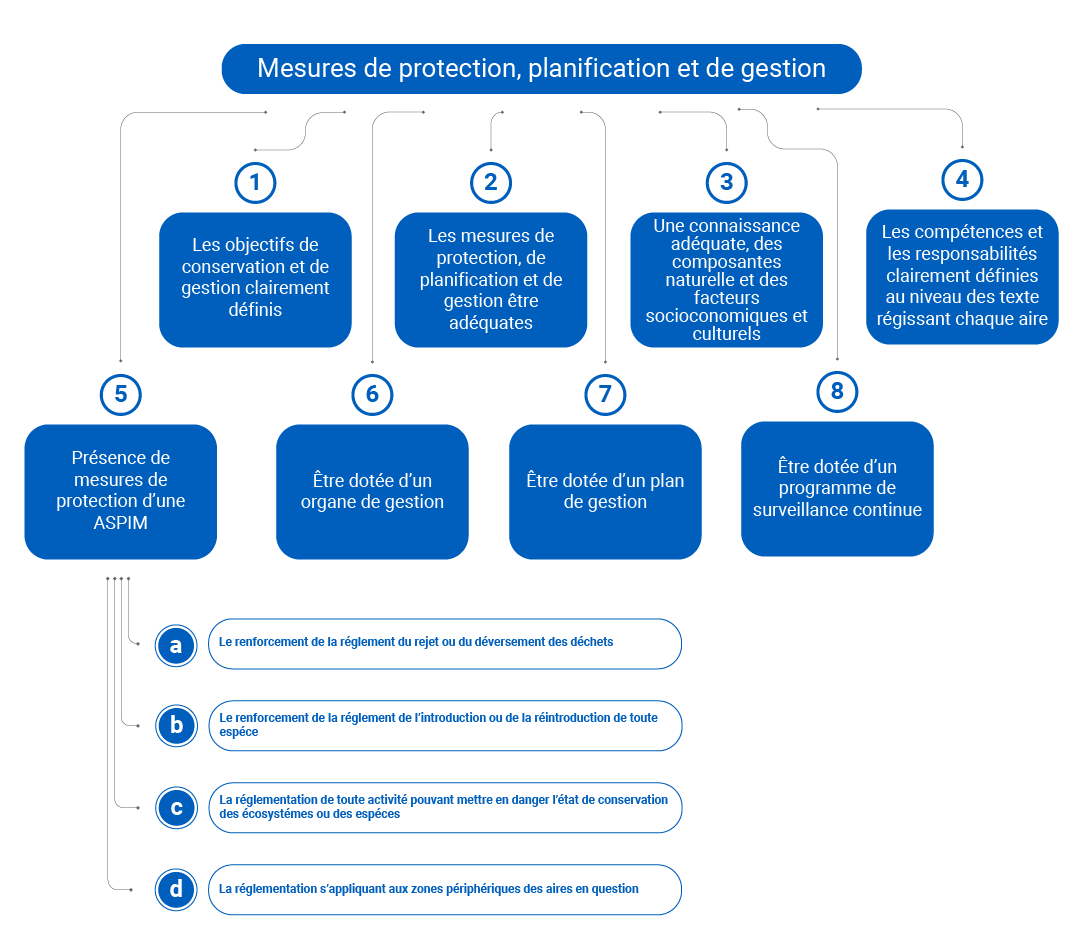 Mesures de protection, planification et de gestion
1
Les objectifs de
conservation et de
gestion clairement
définis
2
Les mesures de
protection, de
planification et de
gestion être
adéquates
3
Une connaissance
adéquate, des
composantes
naturelle et des
facteurs
socioconomiques et
culturels
4
Les compétences et
les responsabilités
clairement définies
au niveau des texte
régissant chaque aire
5
Présence de
mesures de
protection d’une
ASPIM
6
Être dotée d’un
organe de gestion
7
Être dotée d’un plan
de gestion
8
Être dotée d’un
programme de
surveillance continue
a
Le renforcement de la réglement du rejet ou du déversement des déchets
b
Le renforcement de la réglement de l’introduction ou de la réintroduction de toute
espéce
c
La réglementation de toute activité pouvant mettre en danger l’état de conservation
des écosystémes ou des espéces
d
La réglementation s’appliquant aux zones périphériques des aires en question